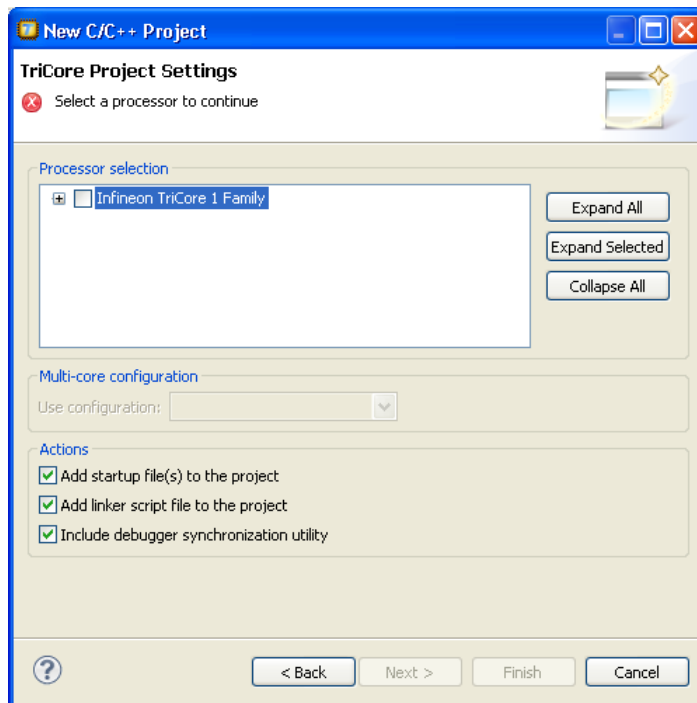 New C/C++ Project
TriCore Project Settings
Select a processor to continue
Processor selection
Infineon TriCore 1 Family
Expand All
Expand Selected
Collapse All
Multi-core configuration
Use configuration:
Actions
Add startup file(s) to the project
Add linker script file to the project
Include debugger synchronization utility
? < Back Next > Finish Cancel